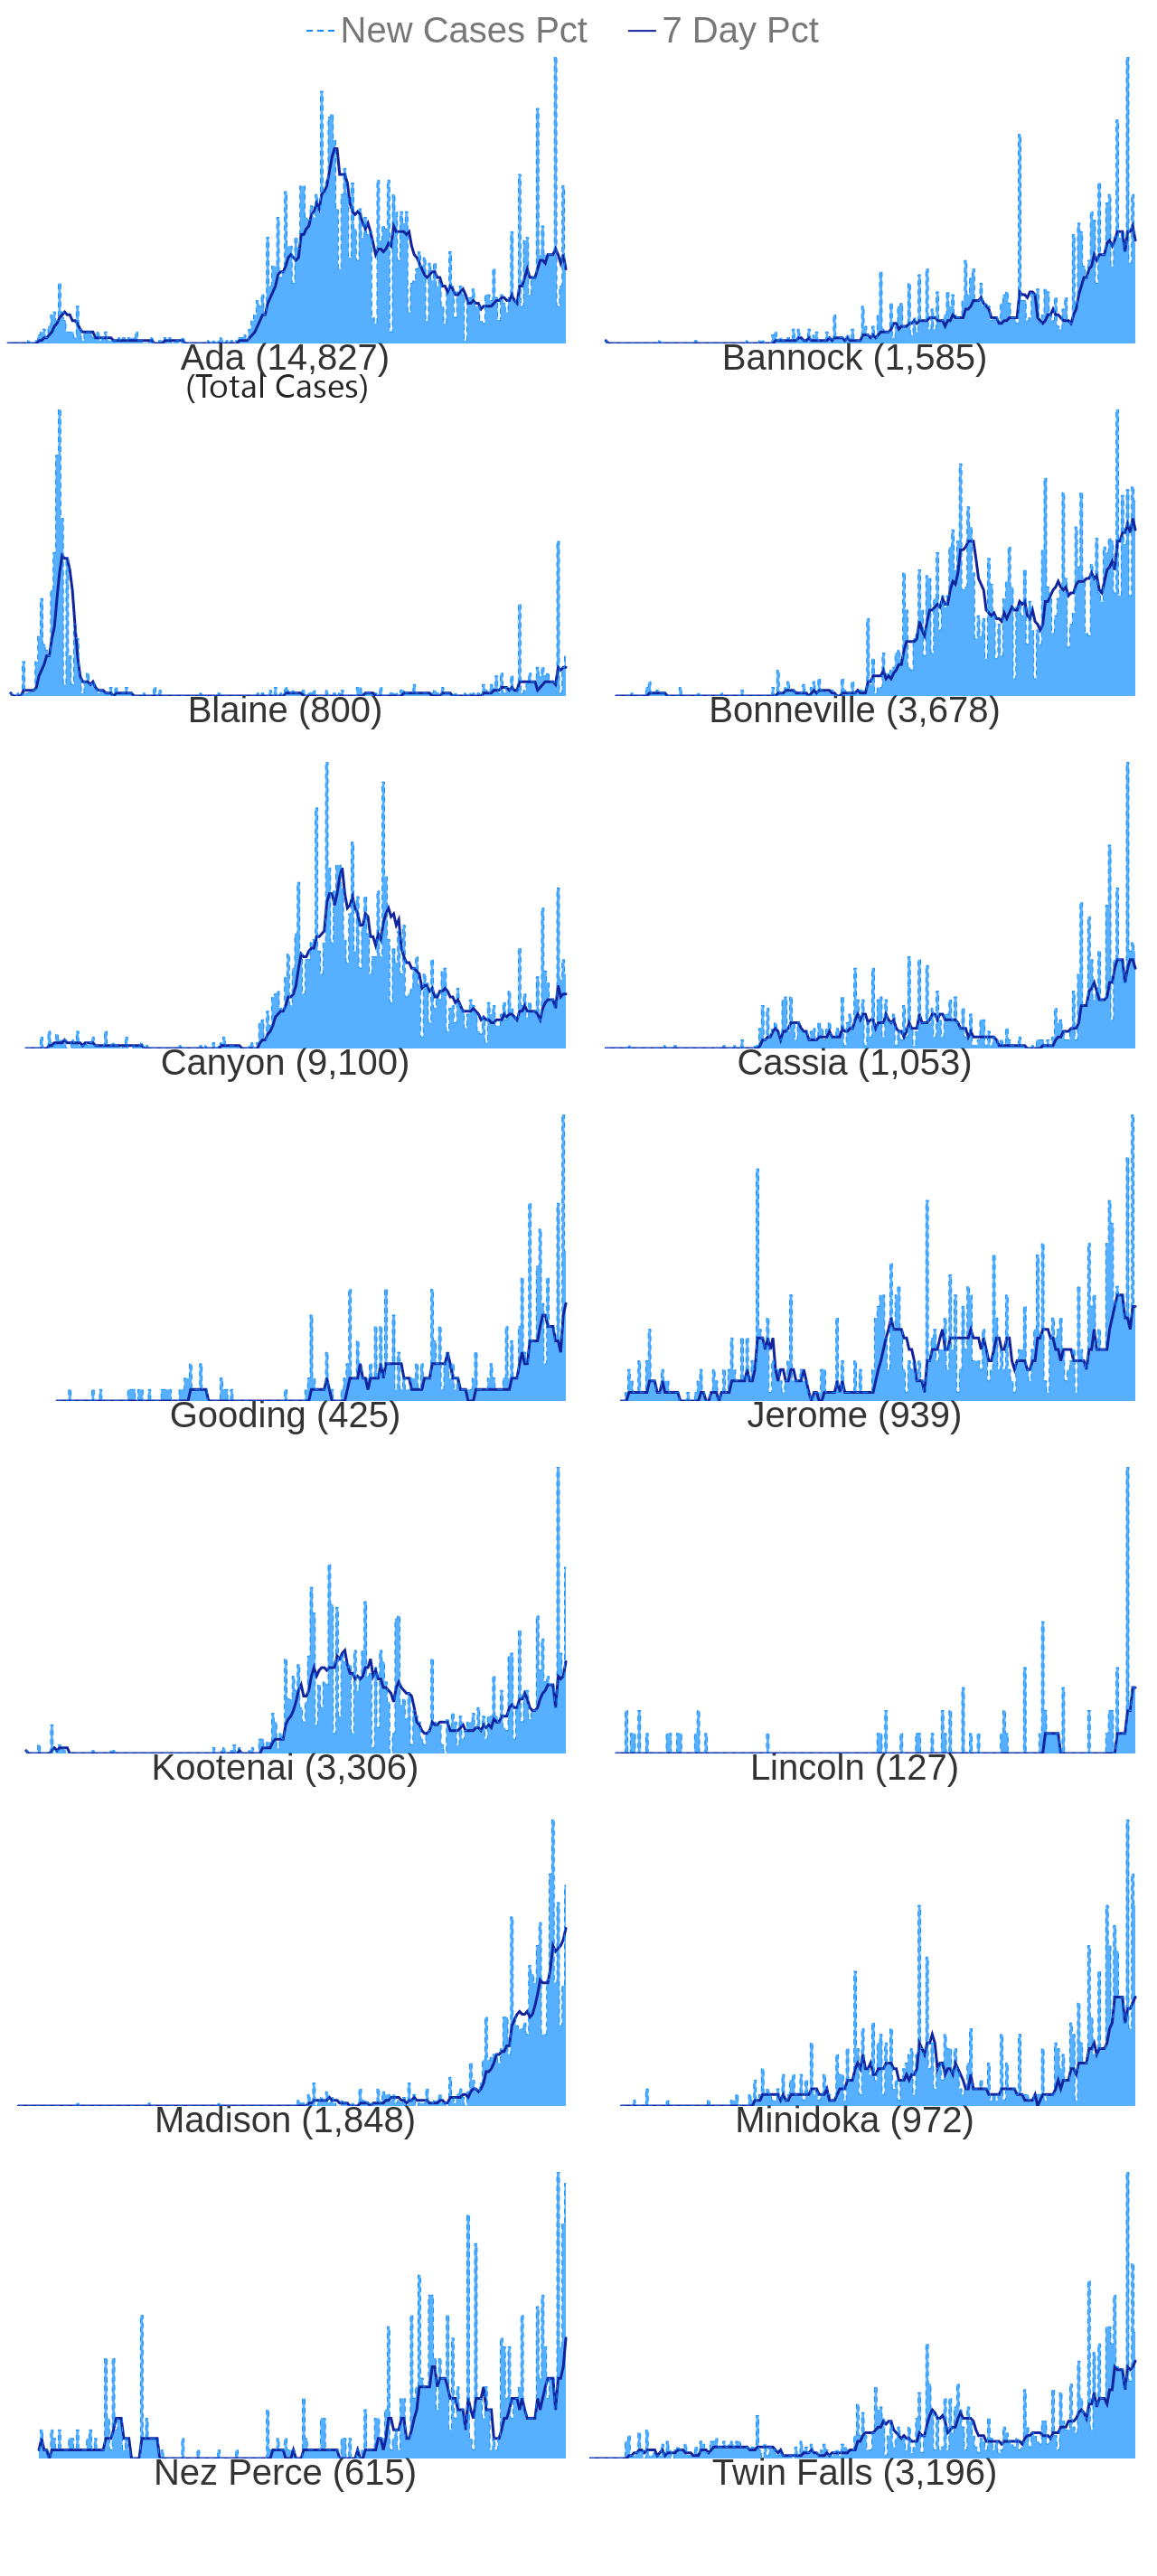 New Cases Pct 7 Day Pct
Ada (14,827) Bannock (1,585)
(Total Cases)
Blaine (800) Bonneville (3,678)
Canyon (9,100) Cassia (1,053)
Gooding (425) Jerome (939)
Kootenai (3,306) Lincoln (127)
Madison (1,848) Minidoka (972)
Nez Perce (615) Twin Falls (3,196)